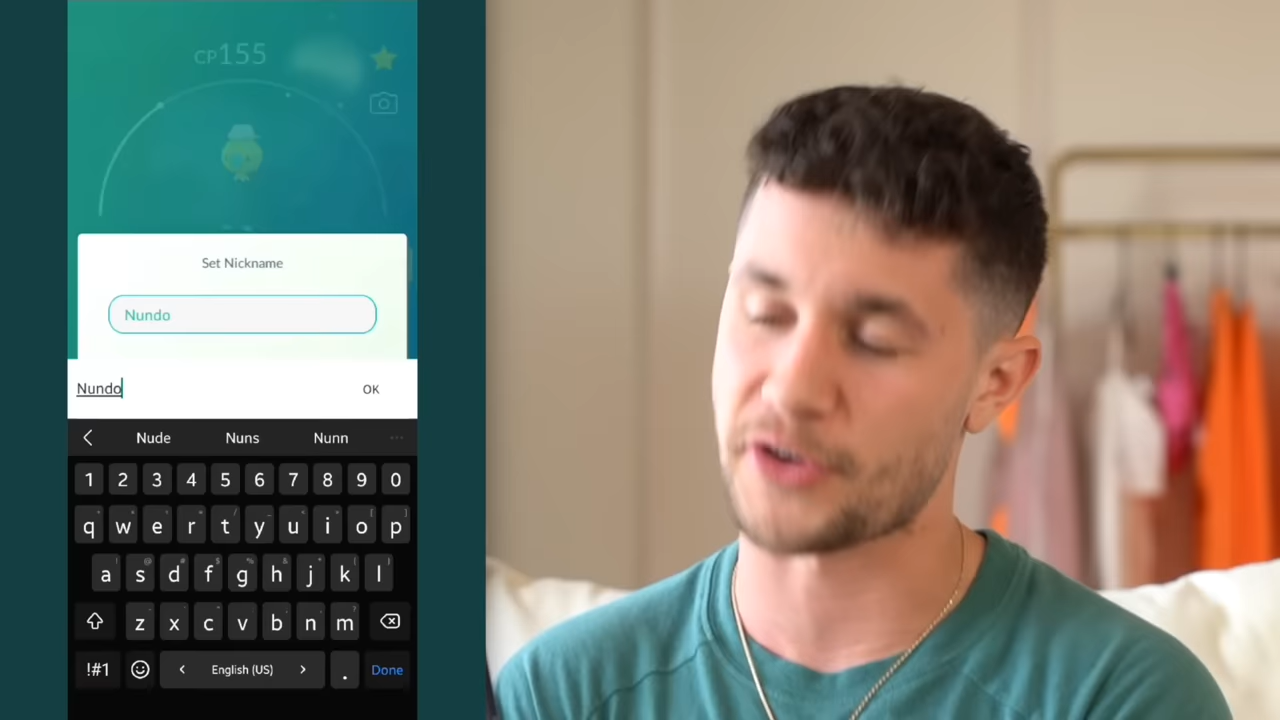 CP155
Set Nickname
Nundo
Nundo OK
Nude Nuns Nunn
1 2 3 4 5 6 7 8 9 0
q w e r t y u i o p
a s d f g h j k l
z x c v b n m
!#1 < English (US) > . Done